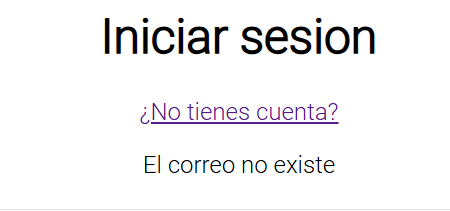 Iniciar sesion
¿No tienes cuenta?
El correo no existe